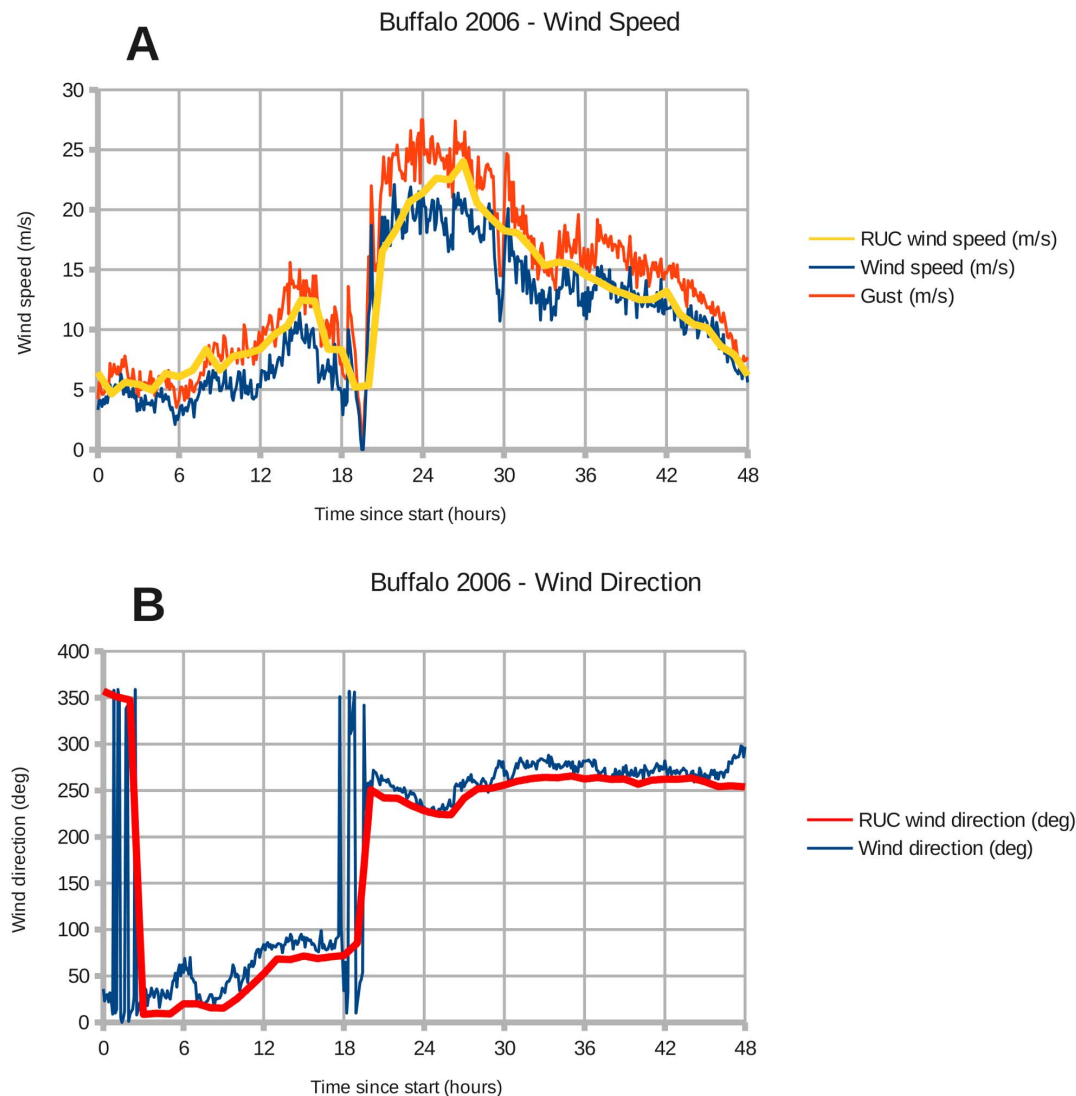 Buffalo 2006 - Wind Speed
A
30
25
20
15
10
5
0
Wind speed (m/s)
0 6 12 18 24 30 36 42 48
Time since start (hours)
RUC wind speed (m/s)
Wind speed (m/s)
Gust (m/s)
Buffalo 2006 - Wind Direction
B
400
350
300
250
200
150
100
50
0
Wind direction (deg)
0 6 12 18 24 30 36 42 48
Time since start (hours)
RUC wind direction (deg)
Wind direction (deg)